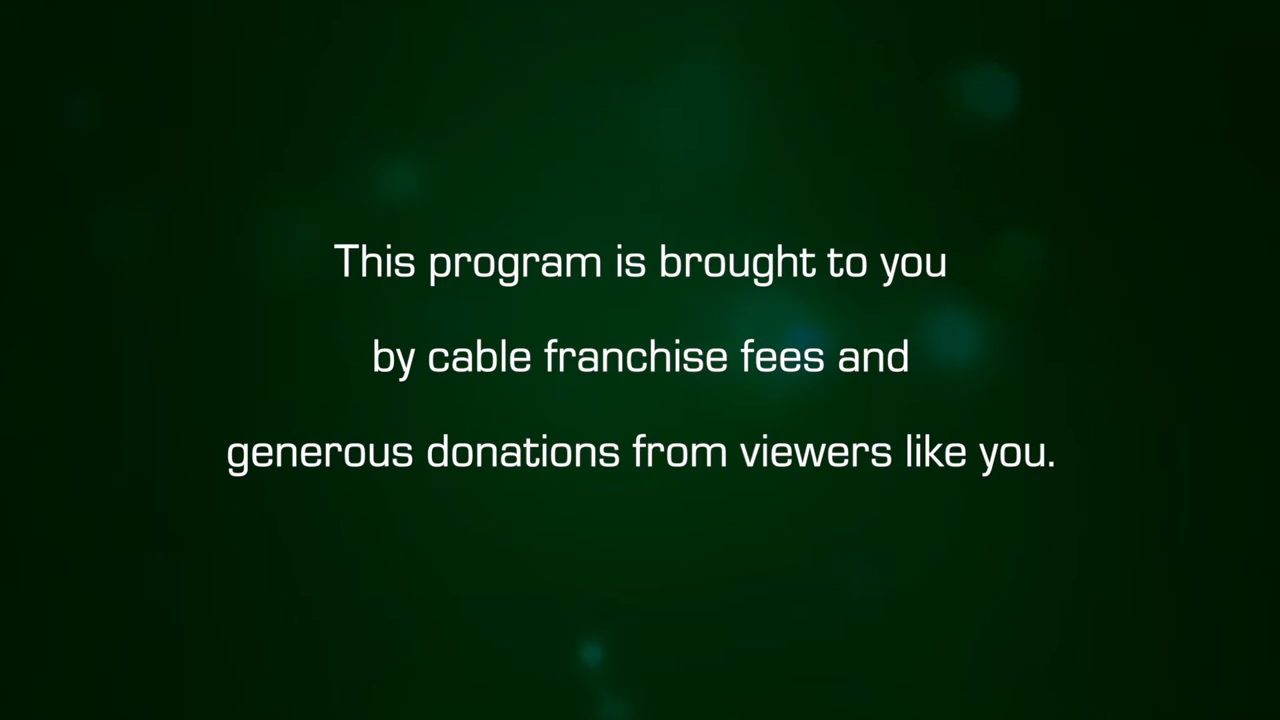 This program is brought to you
by cable franchise fees and
generous donations from viewers like you.